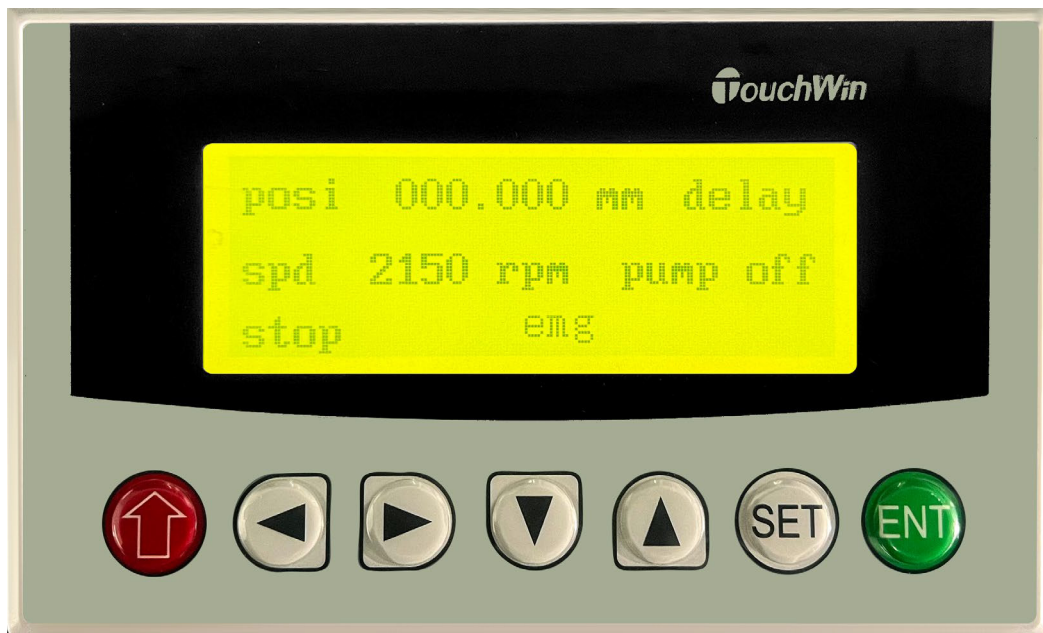 TouchWin
posi 000.000 mm delay
spd 2150 rpm pump off
stop emg
SET ENT